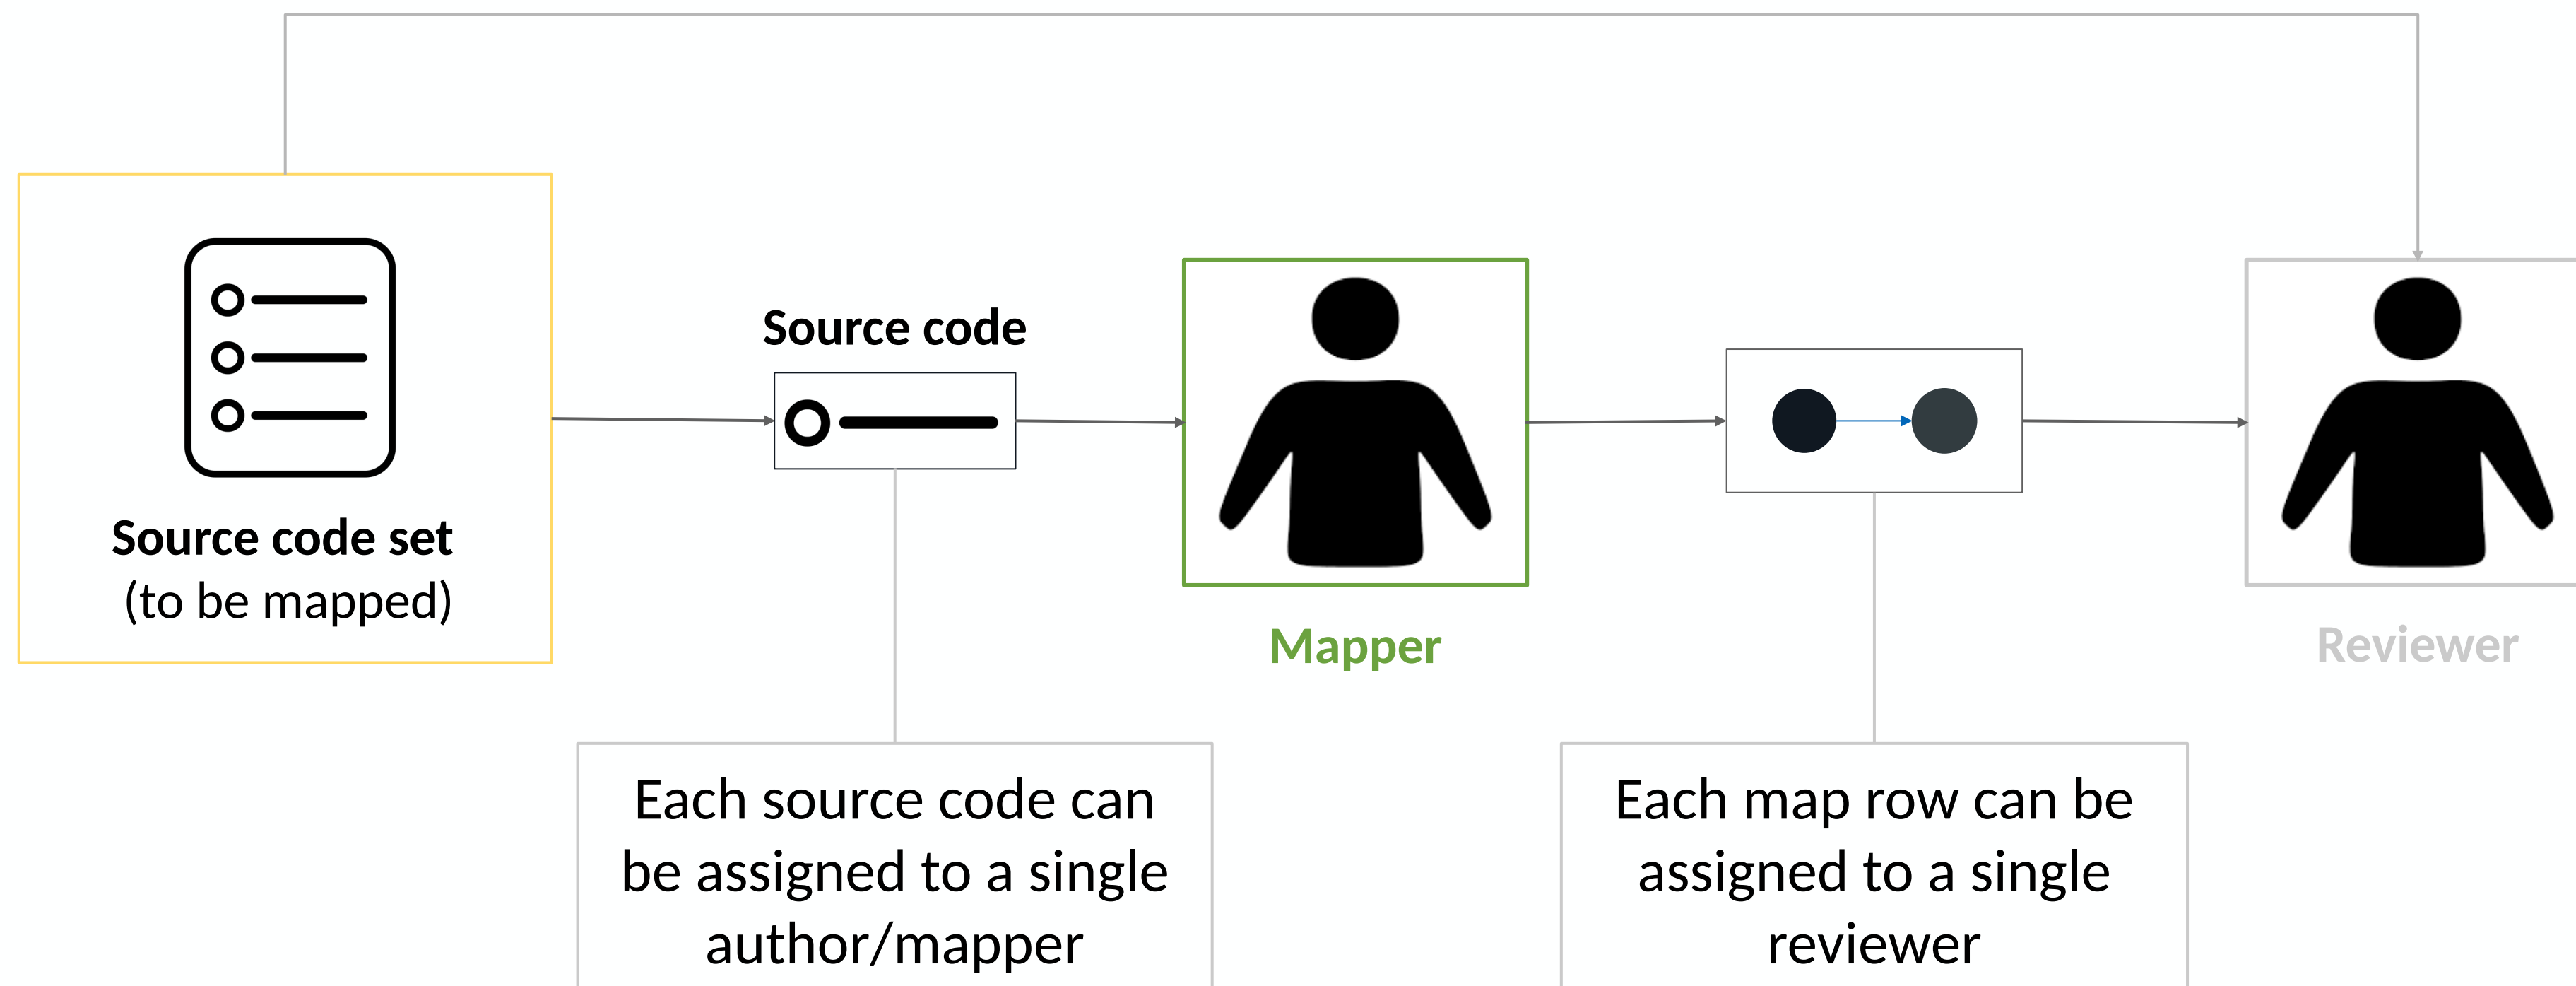 Source code set
(to be mapped)
Source code
Mapper
Reviewer
Each source code can
be assigned to a single
author/mapper
Each map row can be
assigned to a single
reviewer